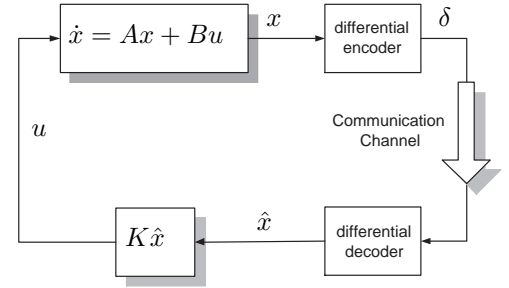 ẋ = Ax + Bu
x
differential
encoder
δ
Communication
Channel
u
Kx̂
x̂
differential
decoder